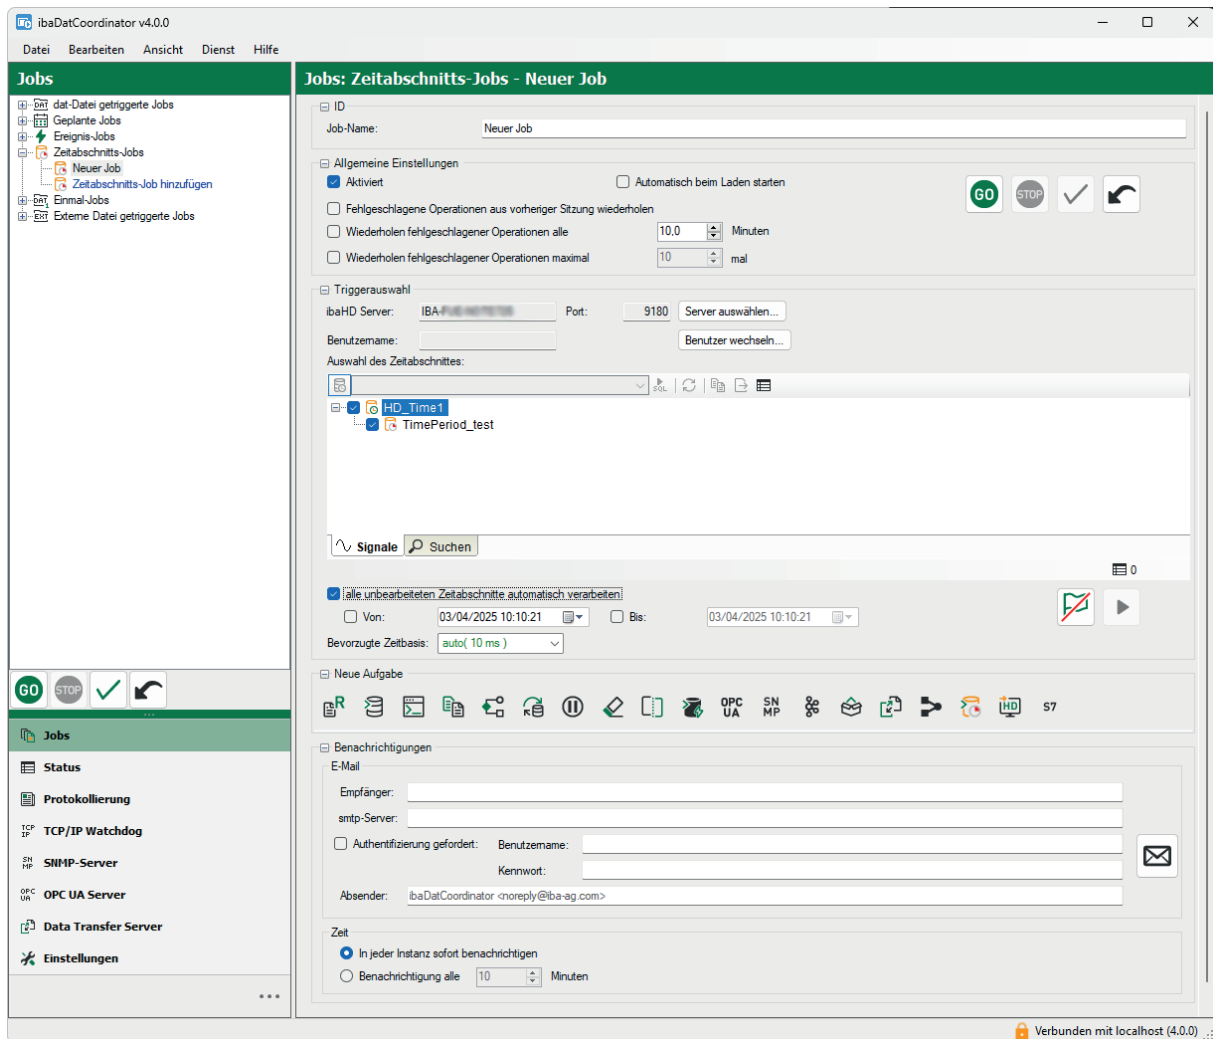 ibaDatCoordinator v4.0.0
Datei Bearbeiten Ansicht Dienst Hilfe
Jobs
dat-Datei getriggerte Jobs
Geplante Jobs
Ereignis-Jobs
Zeitabschnitts-Jobs
Neuer Job
Zeitabschnitts-Job hinzufügen
Einmal-Jobs
Externe Datei getriggerte Jobs
GO STOP
Jobs
Status
Protokollierung
TCP/IP Watchdog
SNMP-Server
OPC UA Server
Data Transfer Server
Einstellungen
Jobs: Zeitabschnitts-Jobs - Neuer Job
ID
Job-Name: Neuer Job
Allgemeine Einstellungen
Aktiviert Automatisch beim Laden starten
GO STOP
Fehlgeschlagene Operationen aus vorheriger Sitzung wiederholen
Wiederholen fehlgeschlagener Operationen alle 10,0 Minuten
Wiederholen fehlgeschlagener Operationen maximal 10 mal
Triggerauswahl
ibaHD Server: IBA- Port: 9180 Server auswählen...
Benutzername: Benutzer wechseln...
Auswahl des Zeitabschnittes:
SQL
HD_Time1
TimePeriod_test
Signale Suchen
0
alle unbearbeiteten Zeitabschnitte automatisch verarbeiten
Von: 03/04/2025 10:10:21 Bis: 03/04/2025 10:10:21
Bevorzugte Zeitbasis: auto( 10 ms )
Neue Aufgabe
R OPC UA SN MP HD S7
Benachrichtigungen
E-Mail
Empfänger:
smtp-Server:
Authentifizierung gefordert: Benutzername:
Kennwort:
Absender: ibaDatCoordinator <noreply@iba-ag.com>
Zeit
In jeder Instanz sofort benachrichtigen
Benachrichtigung alle 10 Minuten
Verbunden mit localhost (4.0.0)